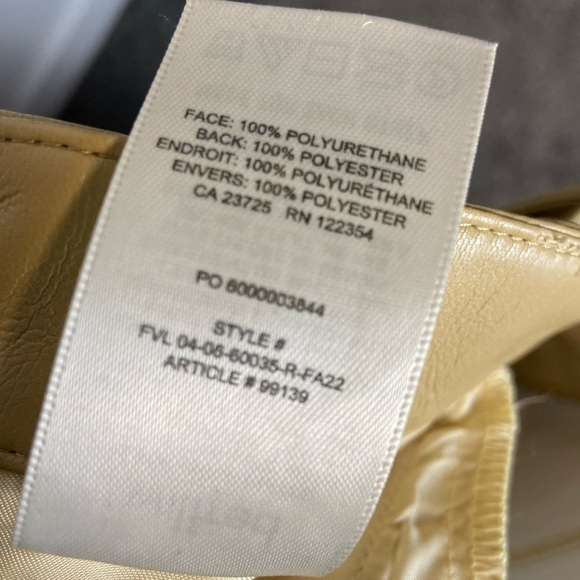 FACE: 100% POLYURETHANE
BACK: 100% POLYESTER
ENDROIT: 100% POLYURÉTHANE
ENVERS: 100% POLYESTER
CA 23725 RN 122354
PO 6000003844
STYLE #
FVL 04-06-60035-R-FA22
ARTICLE # 99139